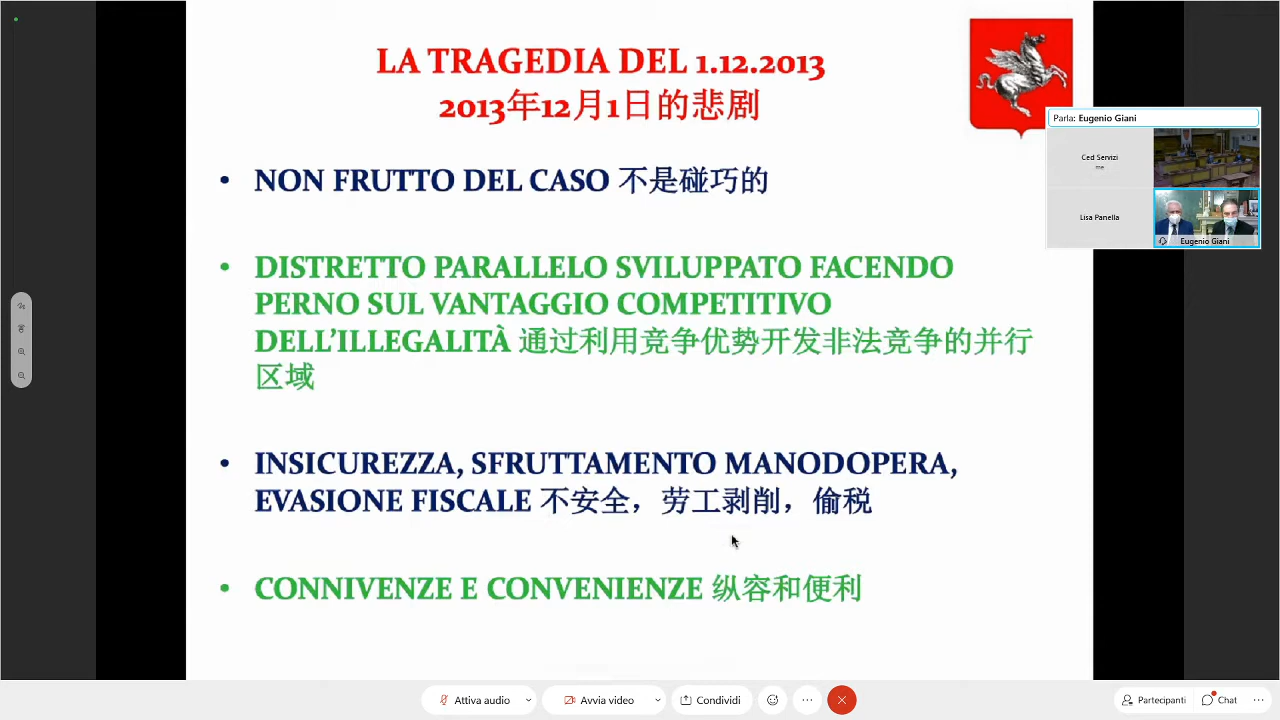 LA TRAGEDIA DEL 1.12.2013
2013年12月1日的悲剧
• NON FRUTTO DEL CASO 不是碰巧的
• DISTRETTO PARALLELO SVILUPPATO FACENDO
PERNO SUL VANTAGGIO COMPETITIVO
DELL'ILLEGALITÀ 通过利用竞争优势开发非法竞争的并行
区域
• INSICUREZZA, SFRUTTAMENTO MANODOPERA,
EVASIONE FISCALE 不安全，劳工剥削，偷税
• CONNIVENZE E CONVENIENZE 纵容和便利
Parla: Eugenio Giani
Ced Servizi
me
Lisa Panella
Eugenio Giani
Attiva audio
Avvia video
Condividi
Partecipanti
Chat